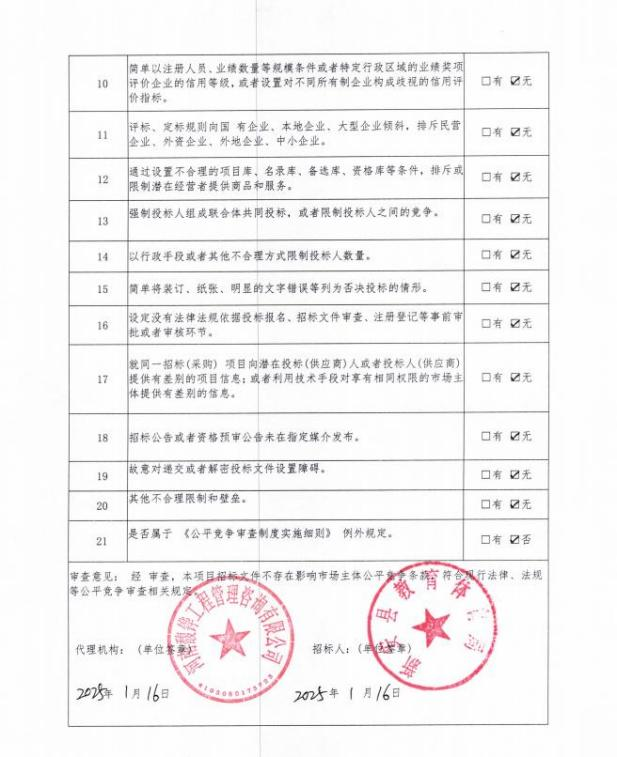 10
简单以注册人员、业绩数量等规模条件或者特定行政区域的业绩奖项
评价企业的信用等级，或者设置对不同所有制企业构成歧视的信用评
价指标。
□有 ☑无
11
评标、定标规则向国 有企业、本地企业、大型企业倾斜，排斥民营
企业、外资企业、外地企业、中小企业。
□有 ☑无
12
通过设置不合理的项目库、名录库、备选库、资格库等条件，排斥或
限制潜在经营者提供商品和服务。
□有 ☑无
13
强制投标人组成联合体共同投标，或者限制投标人之间的竞争。
□有 ☑无
14
以行政手段或者其他不合理方式限制投标人数量。
□有 ☑无
15
简单将装订、纸张、明显的文字错误等列为否决投标的情形。
□有 ☑无
16
设定没有法律法规依据投标报名、招标文件审查、注册登记等事前审
批或者审核环节。
□有 ☑无
17
就同一招标(采购) 项目向潜在投标(供应商)人或者投标人(供应商)
提供有差别的项目信息；或者利用技术手段对享有相同权限的市场主
体提供有差别的信息。
□有 ☑无
18
招标公告或者资格预审公告未在指定媒介发布。
□有 ☑无
19
故意对递交或者解密投标文件设置障碍。
□有 ☑无
20
其他不合理限制和壁垒。
□有 ☑无
21
是否属于 《公平竞争审查制度实施细则》 例外规定。
□有 ☑否
审查意见： 经 审查，本项目招标文件不存在影响市场主体公平竞争条款，符合现行法律、法规
等公平竞争审查相关规定
代理机构： (单位签章)
工程管理咨询有限公司
招标人：(单位签章)
县教育体
2025年 1月 16日
2025年 1月 16日